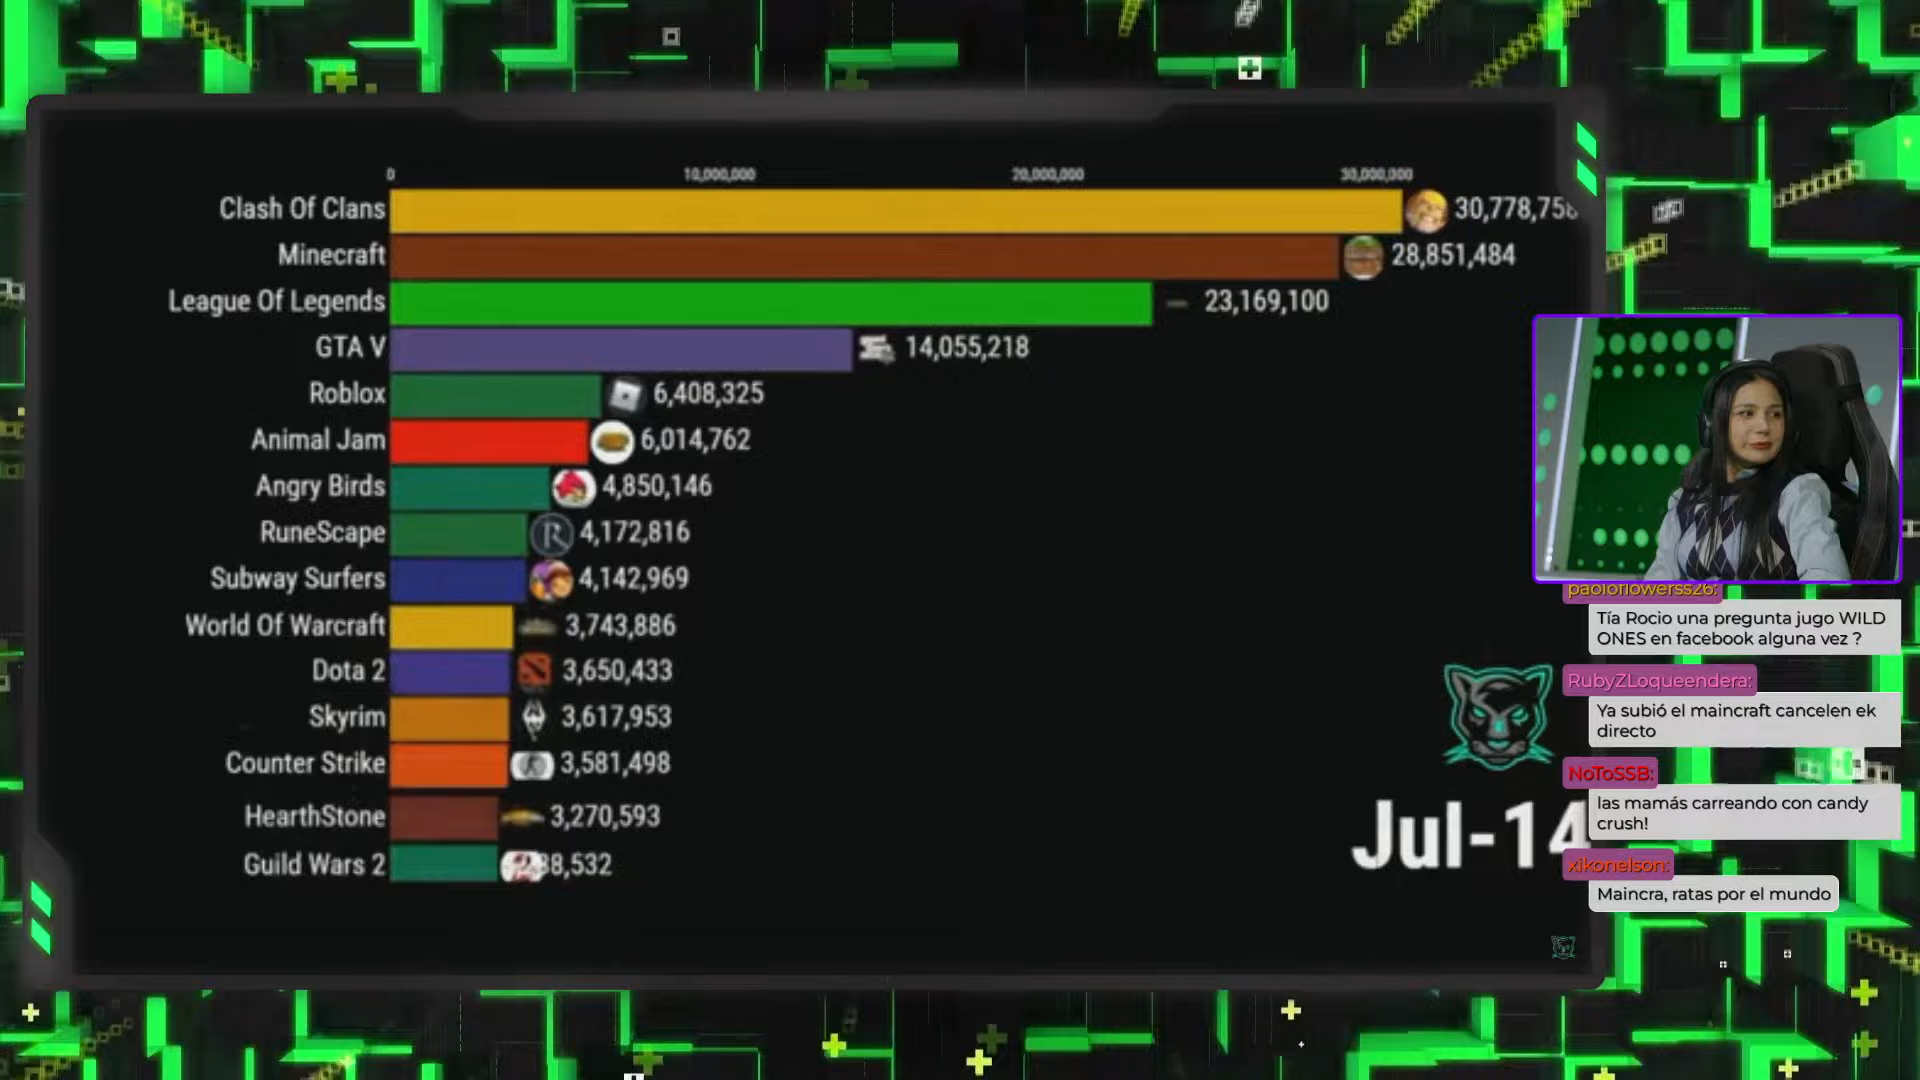 0 10,000,000 20,000,000 30,000,000
Clash Of Clans 30,778,758
Minecraft 28,851,484
League Of Legends 23,169,100
GTA V 14,055,218
Roblox 6,408,325
Animal Jam 6,014,762
Angry Birds 4,850,146
RuneScape 4,172,816
Subway Surfers 4,142,969
World Of Warcraft 3,743,886
Dota 2 3,650,433
Skyrim 3,617,953
Counter Strike 3,581,498
HearthStone 3,270,593
Guild Wars 2 38,532
Jul-14
paoloflowerss26:
Tía Rocio una pregunta jugo WILD
ONES en facebook alguna vez ?
RubyZLoqueendera:
Ya subió el maincraft cancelen ek
directo
NoToSSB:
las mamás carreando con candy
crush!
xikonelson:
Maincra, ratas por el mundo